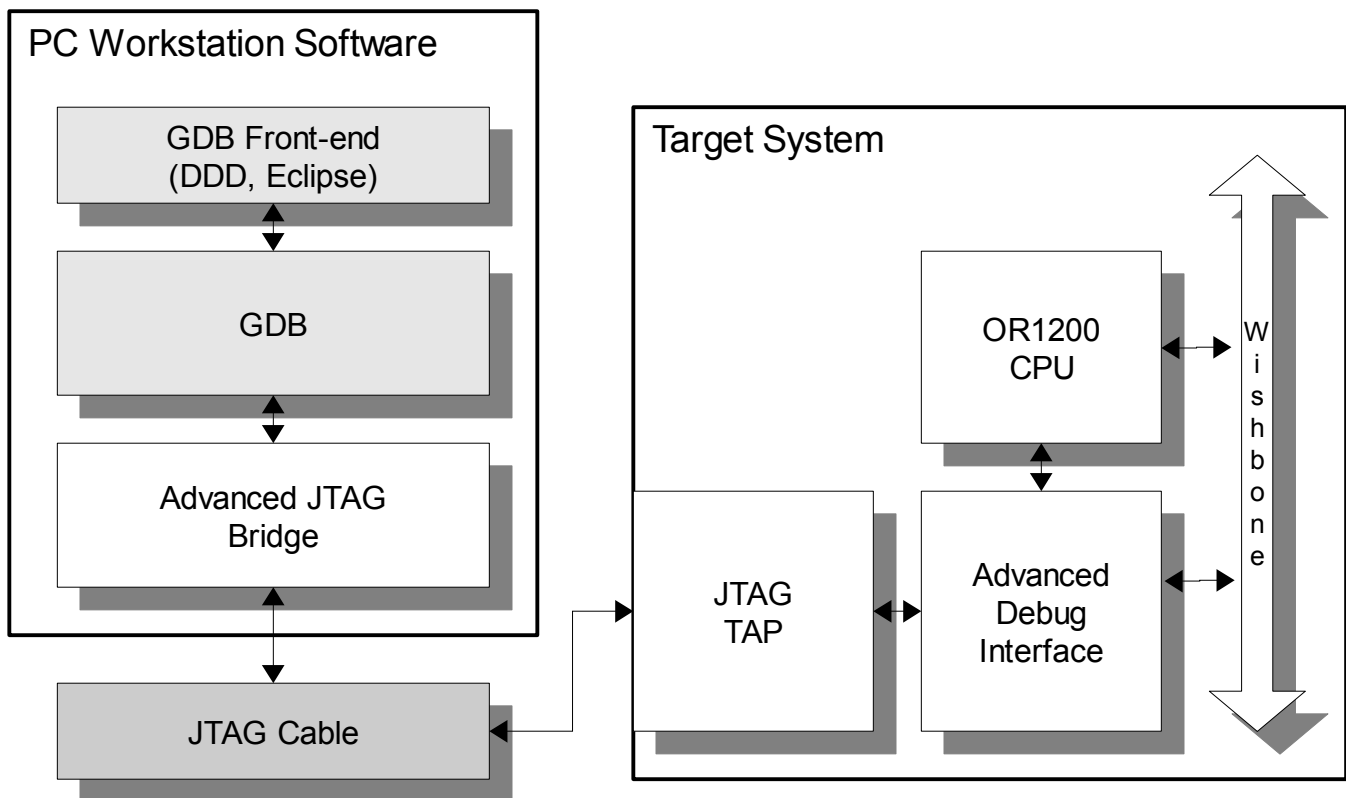 PC Workstation Software
GDB Front-end
(DDD, Eclipse)
GDB
Advanced JTAG
Bridge
JTAG Cable
Target System
OR1200
CPU
JTAG
TAP
Advanced
Debug
Interface
Wishbone